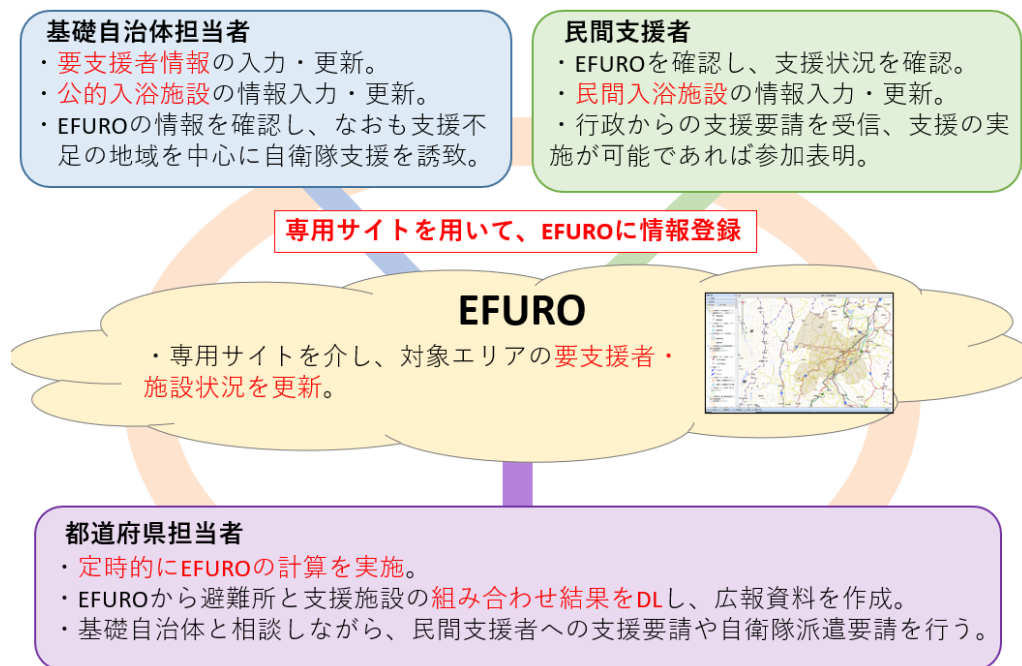 基礎自治体担当者
・要支援者情報の入力・更新。
・公的入浴施設の情報入力・更新。
・EFUROの情報を確認し、なおも支援不
足の地域を中心に自衛隊支援を誘致。
民間支援者
・EFUROを確認し、支援状況を確認。
・民間入浴施設の情報入力・更新。
・行政からの支援要請を受信、支援の実
施が可能であれば参加表明。
専用サイトを用いて、EFUROに情報登録
EFURO
・専用サイトを介し、対象エリアの要支援者・
施設状況を更新。
都道府県担当者
・定時的にEFUROの計算を実施。
・EFUROから避難所と支援施設の組み合わせ結果をDLし、広報資料を作成。
・基礎自治体と相談しながら、民間支援者への支援要請や自衛隊派遣要請を行う。